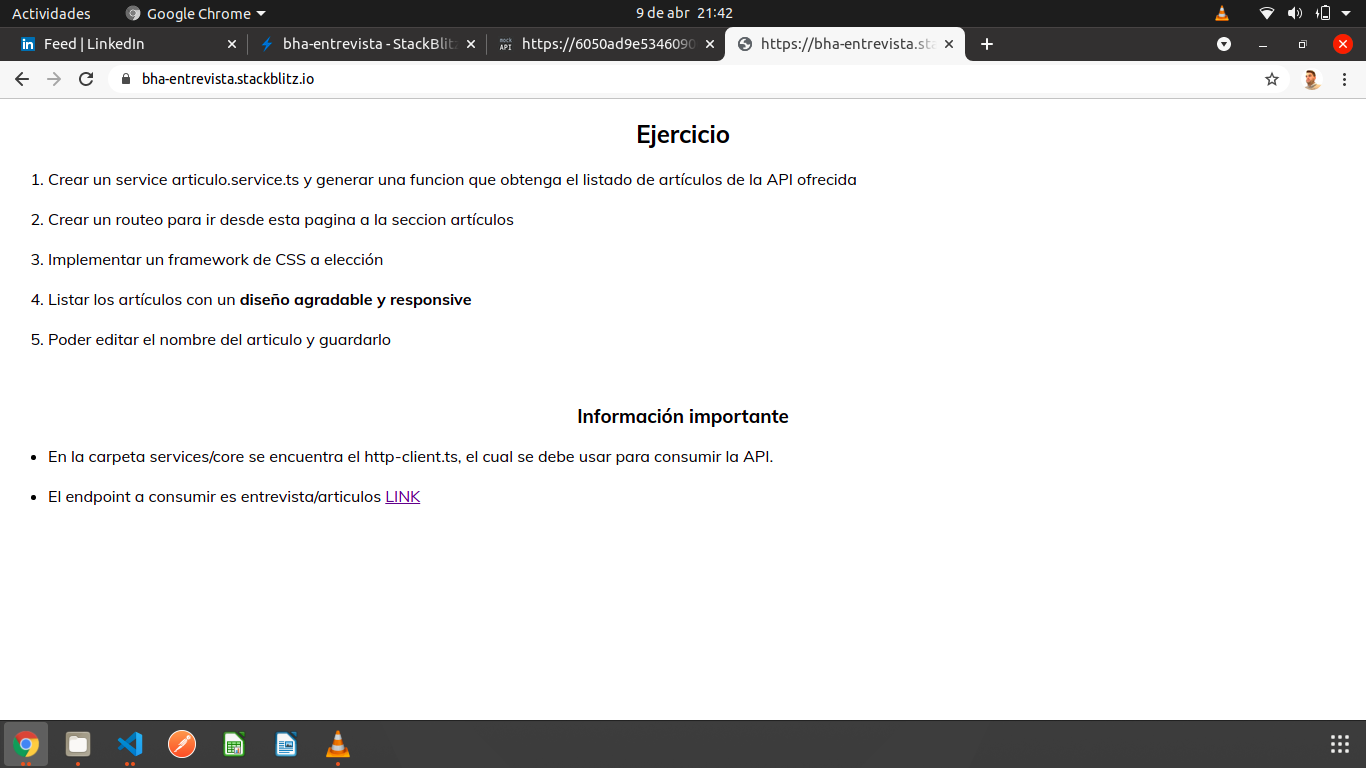 Actividades Google Chrome 9 de abr 21:42
Feed | LinkedIn bha-entrevista - StackBlitz mock API https://6050ad9e5346090 https://bha-entrevista.sta
bha-entrevista.stackblitz.io
Ejercicio
1. Crear un service articulo.service.ts y generar una funcion que obtenga el listado de artículos de la API ofrecida
2. Crear un routeo para ir desde esta pagina a la seccion artículos
3. Implementar un framework de CSS a elección
4. Listar los artículos con un diseño agradable y responsive
5. Poder editar el nombre del articulo y guardarlo
Información importante
• En la carpeta services/core se encuentra el http-client.ts, el cual se debe usar para consumir la API.
• El endpoint a consumir es entrevista/articulos LINK